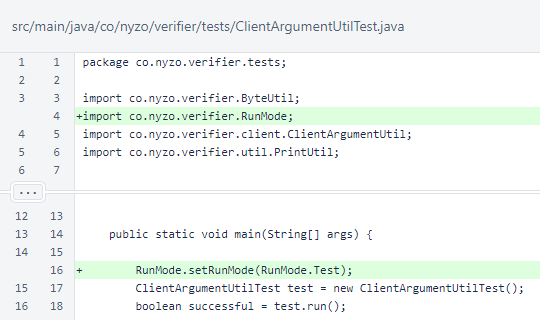 src/main/java/co/nyzo/verifier/tests/ClientArgumentUtilTest.java
1 1 package co.nyzo.verifier.tests;
2 2
3 3 import co.nyzo.verifier.ByteUtil;
4 +import co.nyzo.verifier.RunMode;
4 5 import co.nyzo.verifier.client.ClientArgumentUtil;
5 6 import co.nyzo.verifier.util.PrintUtil;
6 7
...
12 13
13 14 public static void main(String[] args) {
14 15
16 + RunMode.setRunMode(RunMode.Test);
15 17 ClientArgumentUtilTest test = new ClientArgumentUtilTest();
16 18 boolean successful = test.run();